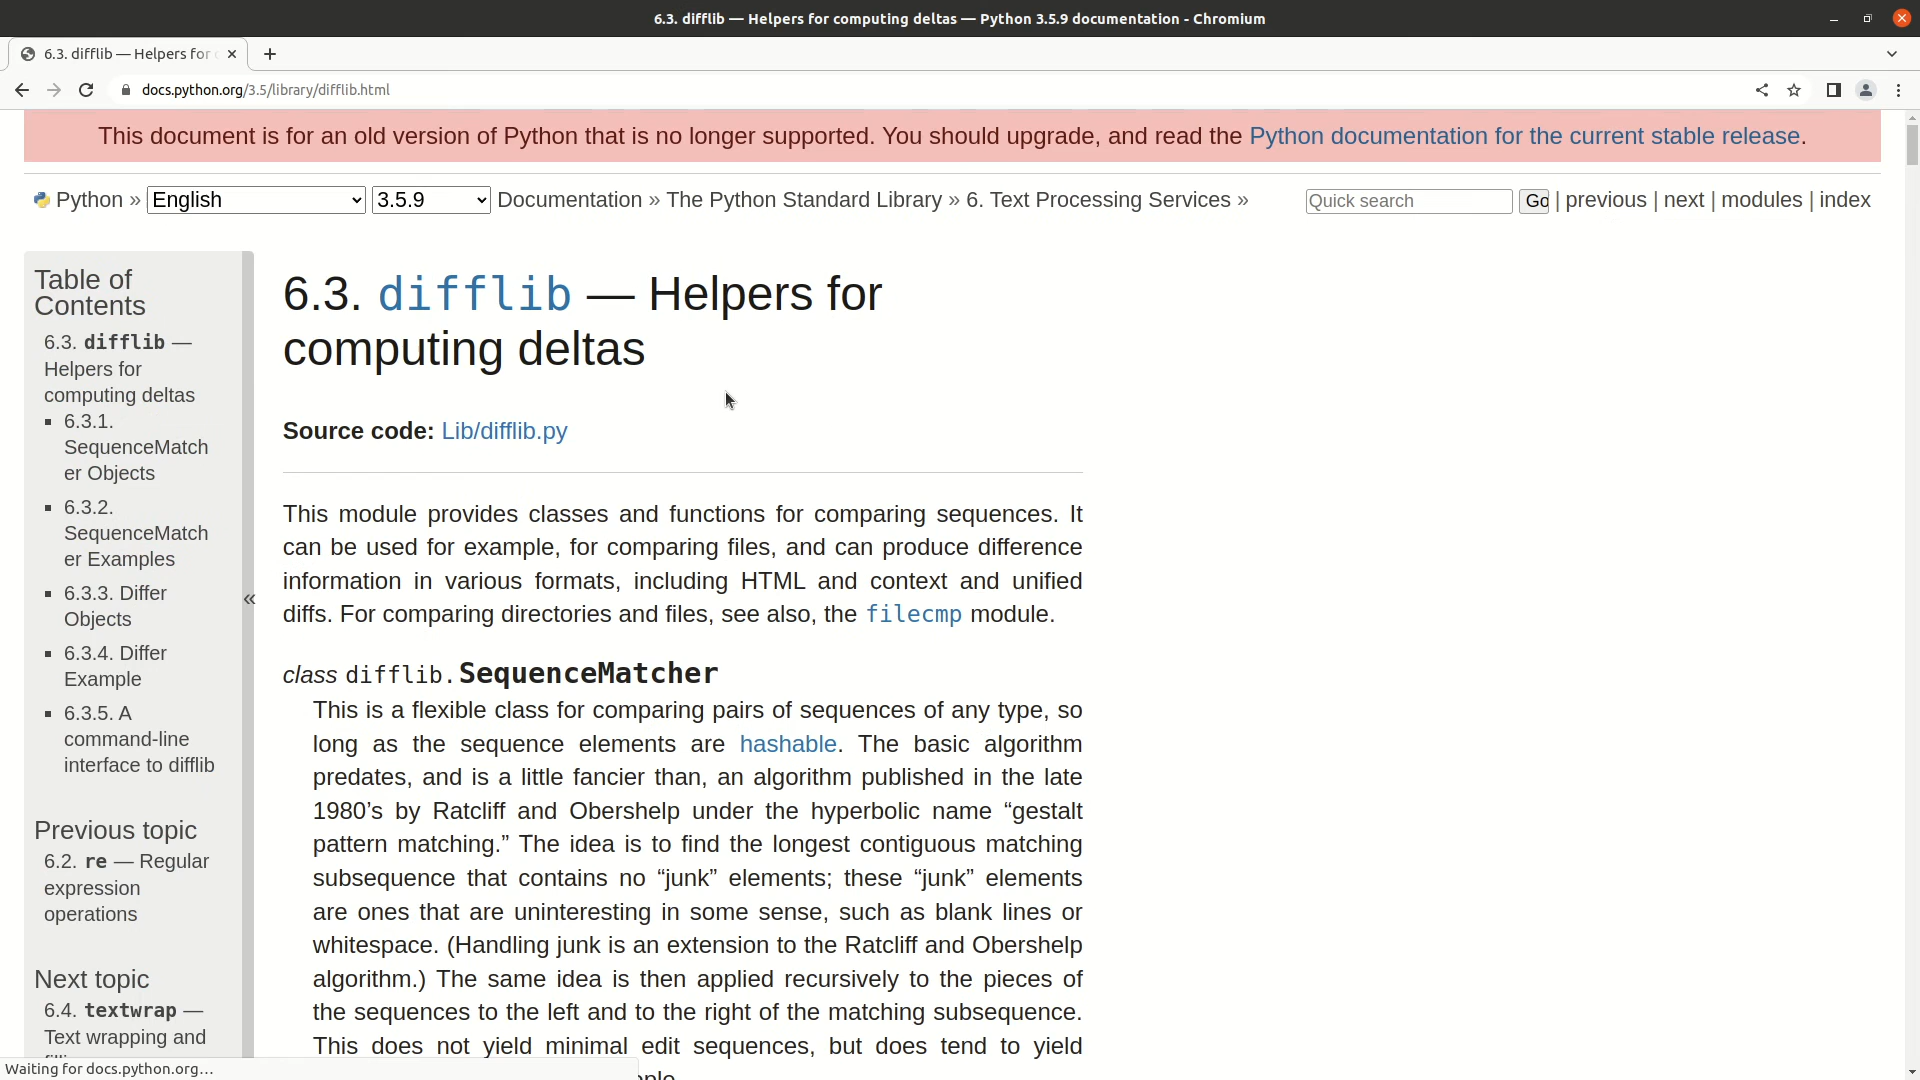 6.3. difflib — Helpers for computing deltas — Python 3.5.9 documentation - Chromium
6.3. difflib — Helpers for
docs.python.org/3.5/library/difflib.html
This document is for an old version of Python that is no longer supported. You should upgrade, and read the Python documentation for the current stable release.
Python » English 3.5.9 Documentation » The Python Standard Library » 6. Text Processing Services » Quick search Go | previous | next | modules | index
Table of
Contents
6.3. difflib —
Helpers for
computing deltas
6.3.1.
SequenceMatch
er Objects
6.3.2.
SequenceMatch
er Examples
6.3.3. Differ
Objects
6.3.4. Differ
Example
6.3.5. A
command-line
interface to difflib
Previous topic
6.2. re — Regular
expression
operations
Next topic
6.4. textwrap —
Text wrapping and
«
6.3. difflib — Helpers for
computing deltas
Source code: Lib/difflib.py
This module provides classes and functions for comparing sequences. It
can be used for example, for comparing files, and can produce difference
information in various formats, including HTML and context and unified
diffs. For comparing directories and files, see also, the filecmp module.
class difflib.SequenceMatcher
This is a flexible class for comparing pairs of sequences of any type, so
long as the sequence elements are hashable. The basic algorithm
predates, and is a little fancier than, an algorithm published in the late
1980’s by Ratcliff and Obershelp under the hyperbolic name “gestalt
pattern matching.” The idea is to find the longest contiguous matching
subsequence that contains no “junk” elements; these “junk” elements
are ones that are uninteresting in some sense, such as blank lines or
whitespace. (Handling junk is an extension to the Ratcliff and Obershelp
algorithm.) The same idea is then applied recursively to the pieces of
the sequences to the left and to the right of the matching subsequence.
This does not yield minimal edit sequences, but does tend to yield
Waiting for docs.python.org...